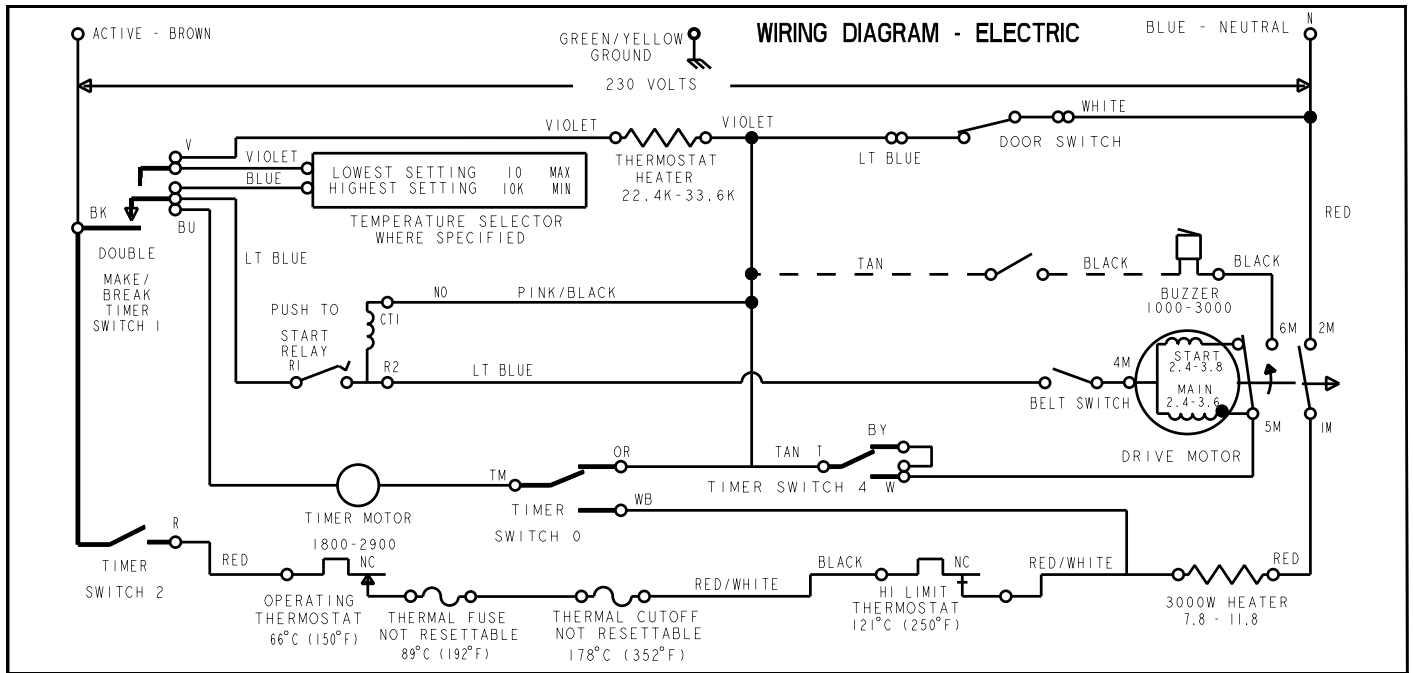 ACTIVE - BROWN
GREEN/YELLOW
GROUND
WIRING DIAGRAM - ELECTRIC
BLUE - NEUTRAL
N
230 VOLTS
VIOLET
VIOLET
WHITE
THERMOSTAT
HEATER
22.4K-33.6K
LT BLUE
DOOR SWITCH
V
VIOLET
BLUE
LOWEST SETTING 10 MAX
HIGHEST SETTING 10K MIN
TEMPERATURE SELECTOR
WHERE SPECIFIED
BK
BU
RED
DOUBLE
MAKE/
BREAK
TIMER
SWITCH 1
LT BLUE
TAN
BLACK
BLACK
BUZZER
1000-3000
PUSH TO
START
RELAY
NO
PINK/BLACK
CT1
R1
R2
LT BLUE
4M
6M
2M
START
2.4-3.8
MAIN
2.4-3.6
BELT SWITCH
5M
1M
DRIVE MOTOR
TM
OR
TAN
T
BY
TIMER SWITCH 4
W
WB
TIMER
SWITCH 0
TIMER MOTOR
1800-2900
R
TIMER
SWITCH 2
RED
NC
OPERATING
THERMOSTAT
66°C (150°F)
THERMAL FUSE
NOT RESETTABLE
89°C (192°F)
THERMAL CUTOFF
NOT RESETTABLE
178°C (352°F)
RED/WHITE
BLACK
NC
HI LIMIT
THERMOSTAT
121°C (250°F)
RED/WHITE
RED
3000W HEATER
7.8 - 11.8